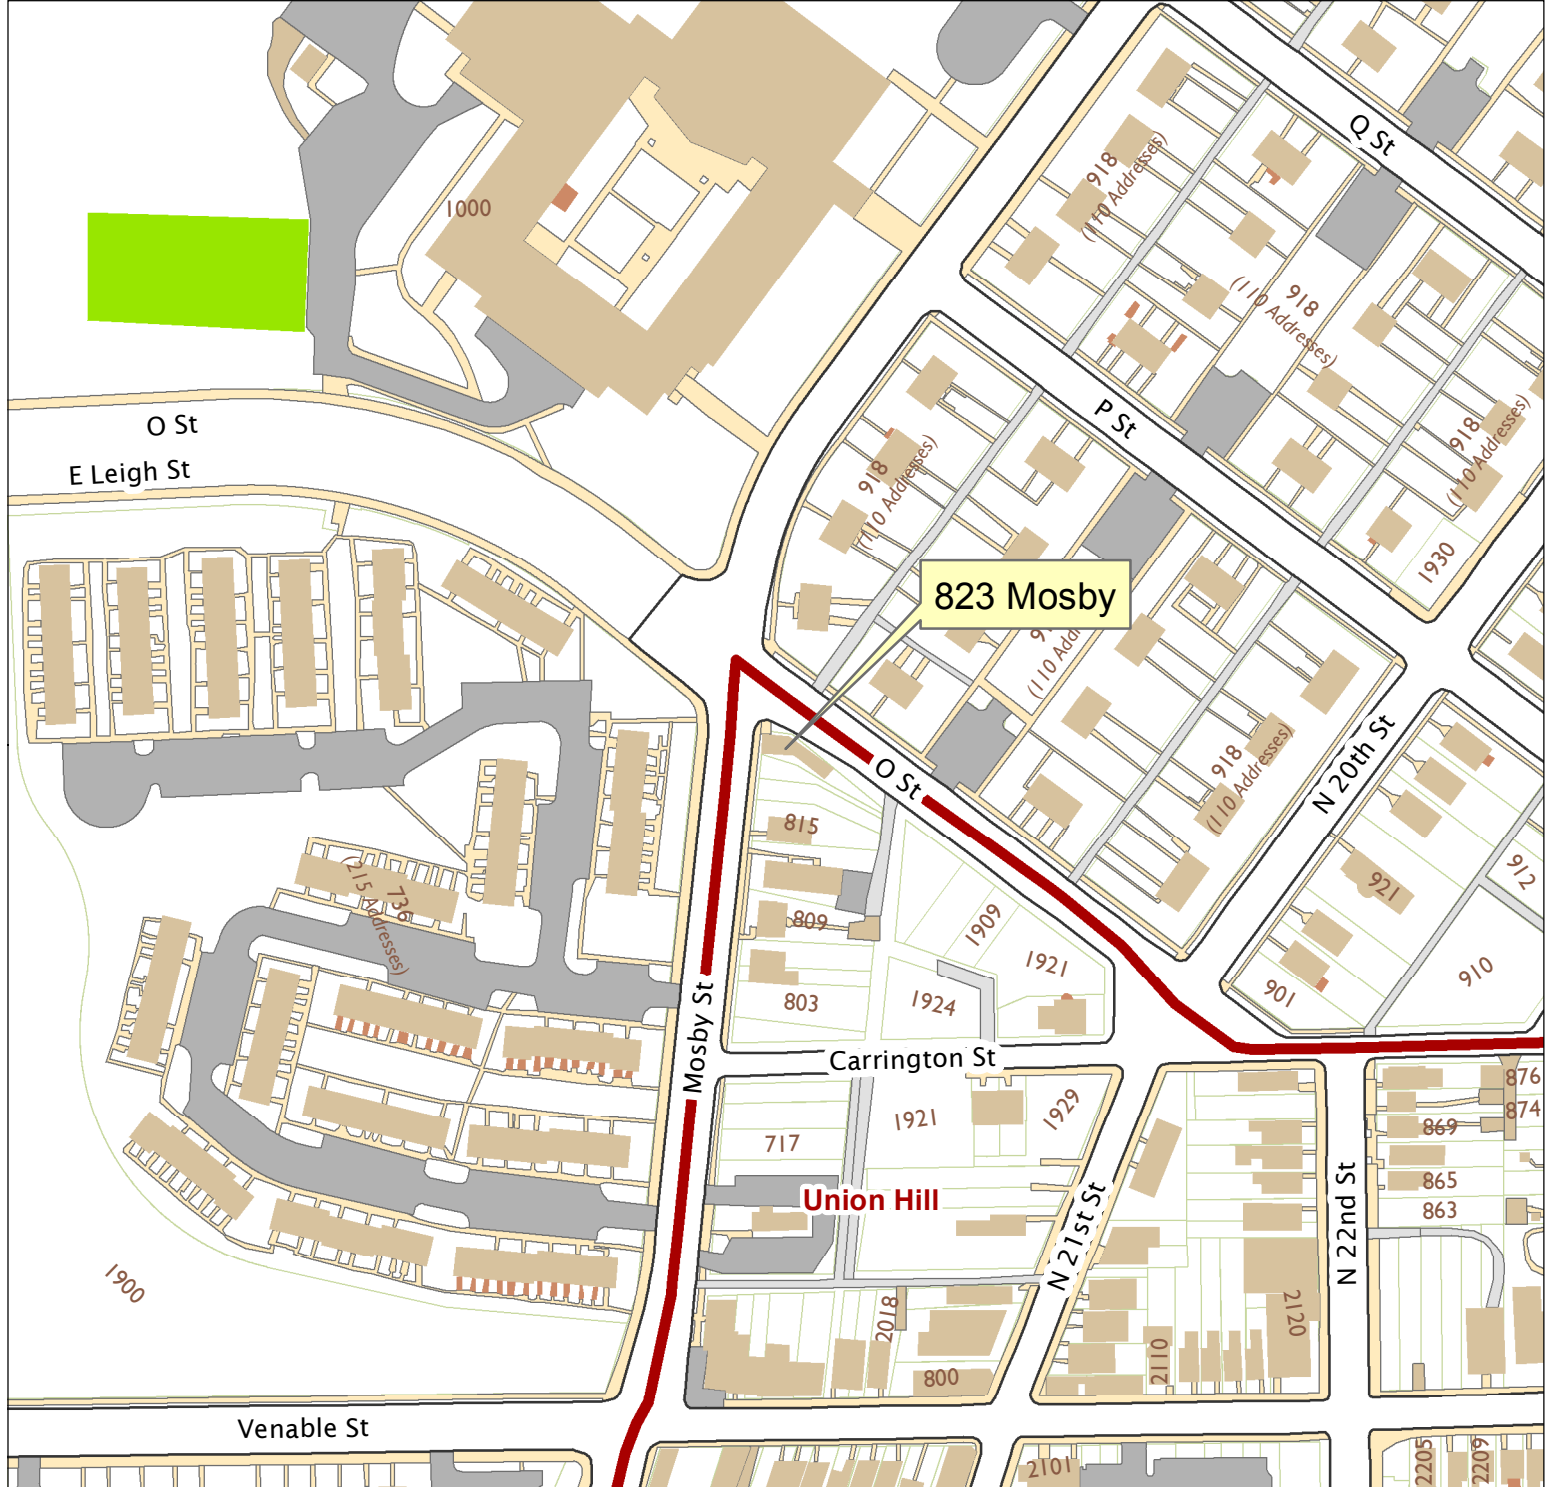 Q St
918
(110 Addresses)
1000
918
(110 Addresses)
O St
E Leigh St
P St
918
(110 Addresses)
918
(110 Addresses)
1930
823 Mosby
(110 Addr
918
(110 Addresses)
N 20th St
O St
815
736
(215 Addresses)
809
1909
1921
921
912
910
901
803
1924
Mosby St
Carrington St
876
874
869
865
863
1921
1929
717
Union Hill
N 21st St
N 22nd St
1900
2018
800
2110
2120
Venable St
2101
2205
2209